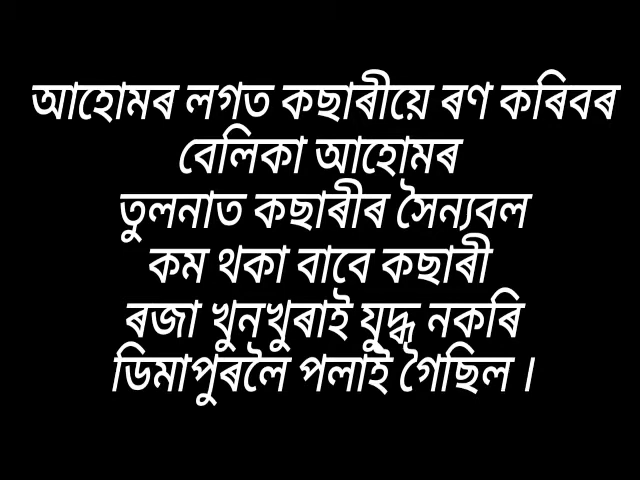 আহোমৰ লগত কছাৰীয়ে ৰণ কৰিবৰ
বেলিকা আহোমৰ
তুলনাত কছাৰীৰ সৈন্যবল
কম থকা বাবে কছাৰী
ৰজা খুনখুৰাই যুদ্ধ নকৰি
ডিমাপুৰলৈ পলাই গৈছিল ।